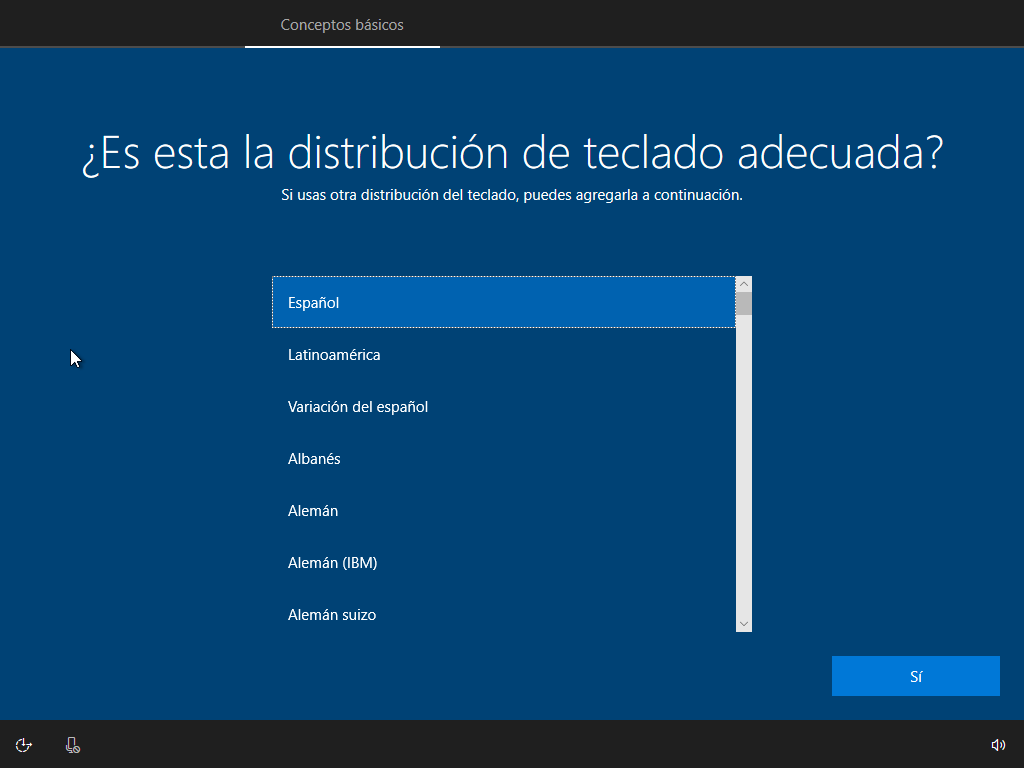 Conceptos básicos
¿Es esta la distribución de teclado adecuada?
Si usas otra distribución del teclado, puedes agregarla a continuación.
Español
Latinoamérica
Variación del español
Albanés
Alemán
Alemán (IBM)
Alemán suizo
Sí